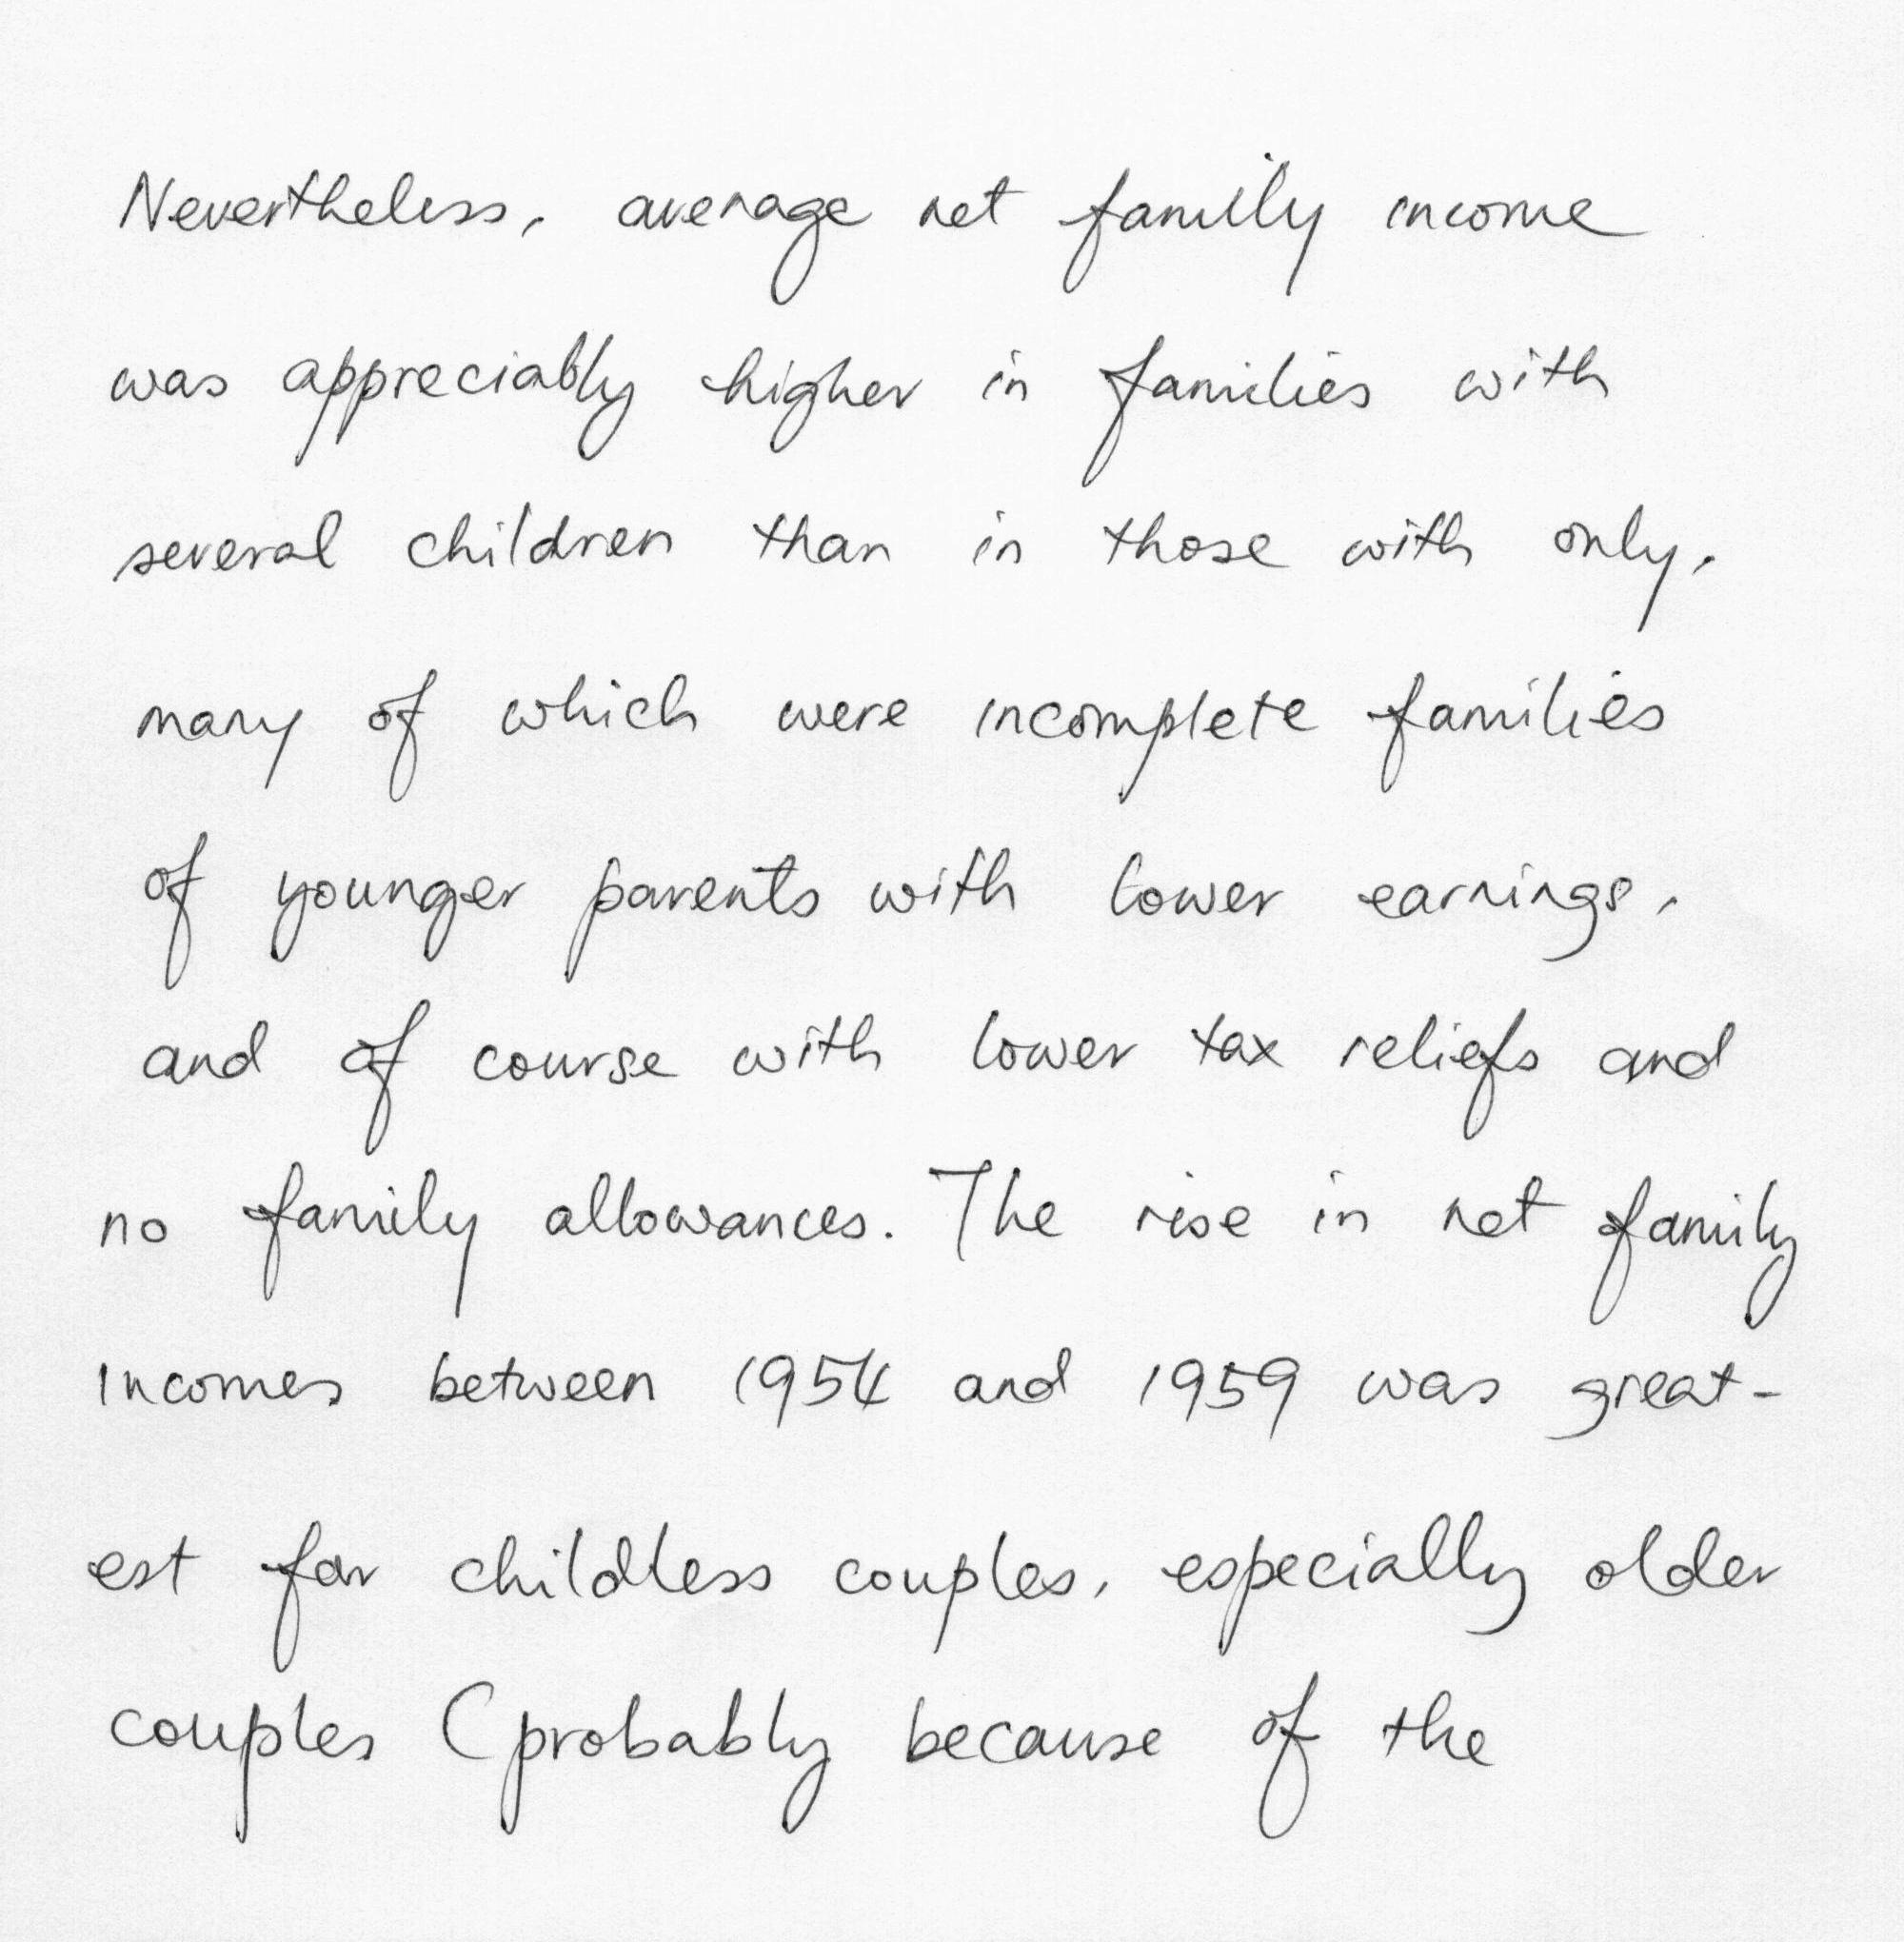 Nevertheless, average net family income
was appreciably higher in families with
several children than in those with only,
many of which were incomplete families
of younger parents with lower earnings,
and of course with lower tax reliefs and
no family allowances. The rise in net family
incomes between 1954 and 1959 was great-
est for childless couples, especially older
couples (probably because of the